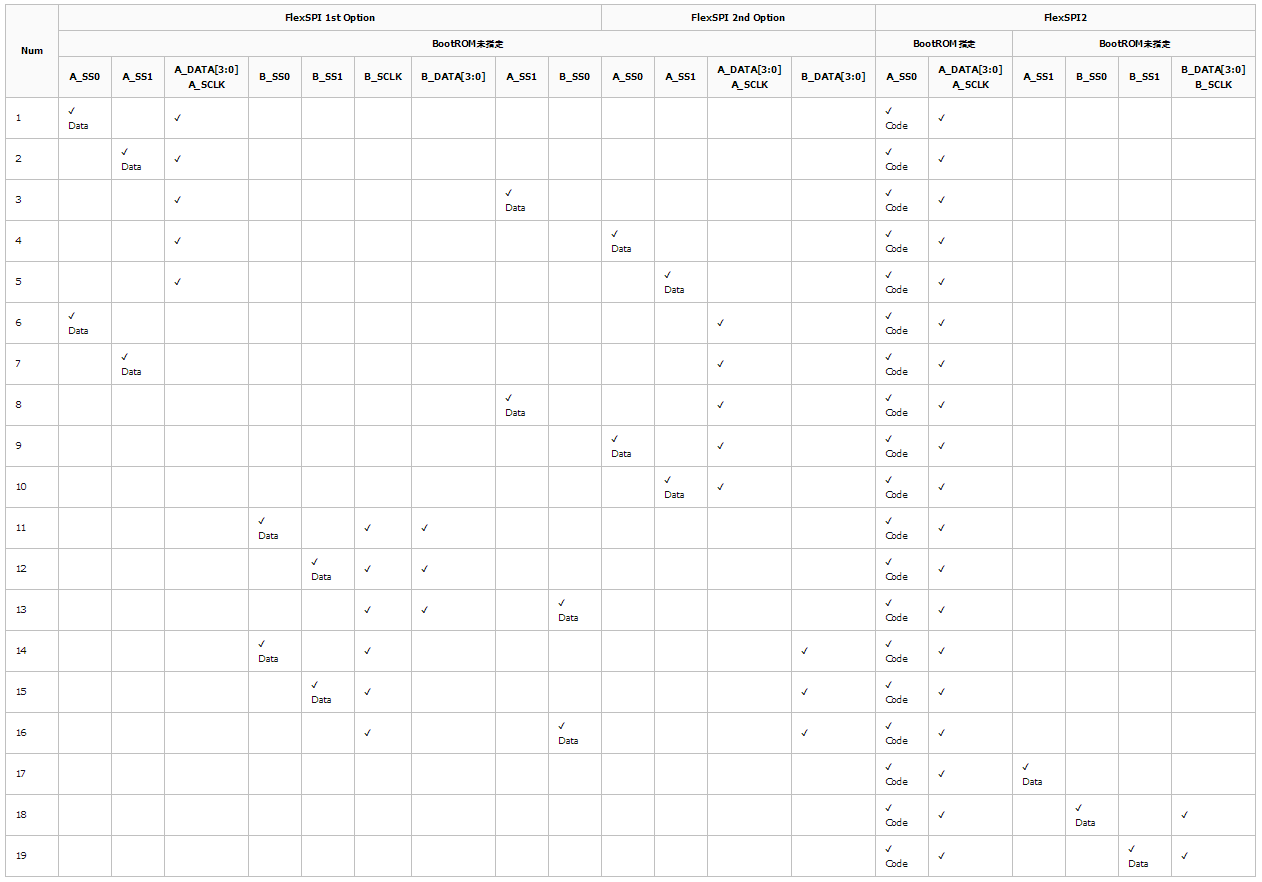 FlexSPI 1st Option FlexSPI 2nd Option FlexSPI2
Num
BootROM未指定 BootROM指定 BootROM未指定
A_SS0 A_SS1 A_DATA[3:0] B_SS0 B_SS1 B_SCLK B_DATA[3:0] A_SS1 B_SS0 A_SS0 A_SS1 A_DATA[3:0] B_DATA[3:0] A_SS0 A_DATA[3:0] A_SS1 B_SS0 B_SS1 B_DATA[3:0]
A_SCLK A_SCLK A_SCLK B_SCLK
√ √
1 √ √
Data Code
√ √
2 √ √
Data Code
√ √
3 √ √
Data Code
√ √
4 √ √
Data Code
√ √
5 √ √
Data Code
√ √
6 √ √
Data Code
√ √
7 √ √
Data Code
√ √
8 √ √
Data Code
√ √
9 √ √
Data Code
√ √
10 √ √
Data Code
√ √
11 √ √ √
Data Code
√ √
12 √ √ √
Data Code
√ √
13 √ √ √
Data Code
√ √
14 √ √ √
Data Code
√ √
15 √ √ √
Data Code
√ √
16 √ √ √
Data Code
√ √
17 √
Code Data
√ √
18 √ √
Code Data
√ √
19 √ √
Code Data